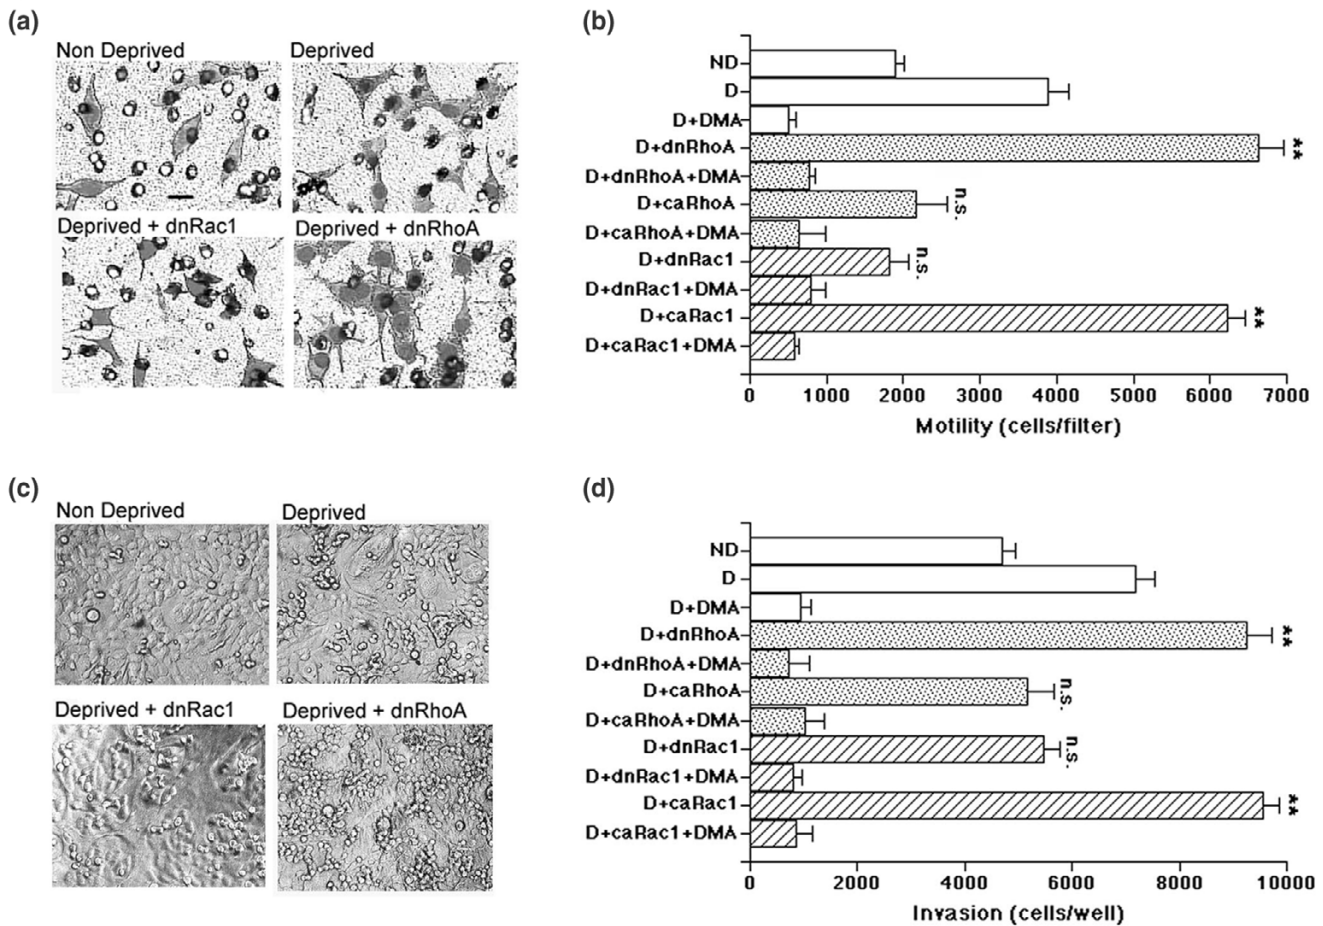 (a)
Non Deprived
Deprived
Deprived + dnRac1
Deprived + dnRhoA
(b)
ND
D
D+DMA
D+dnRhoA
**
D+dnRhoA+DMA
D+caRhoA
n.s.
D+caRhoA+DMA
D+dnRac1
n.s.
D+dnRac1+DMA
D+caRac1
**
D+caRac1+DMA
0 1000 2000 3000 4000 5000 6000 7000
Motility (cells/filter)
(c)
Non Deprived
Deprived
Deprived + dnRac1
Deprived + dnRhoA
(d)
ND
D
D+DMA
D+dnRhoA
**
D+dnRhoA+DMA
D+caRhoA
n.s.
D+caRhoA+DMA
D+dnRac1
n.s.
D+dnRac1+DMA
D+caRac1
**
D+caRac1+DMA
0 2000 4000 6000 8000 10000
Invasion (cells/well)